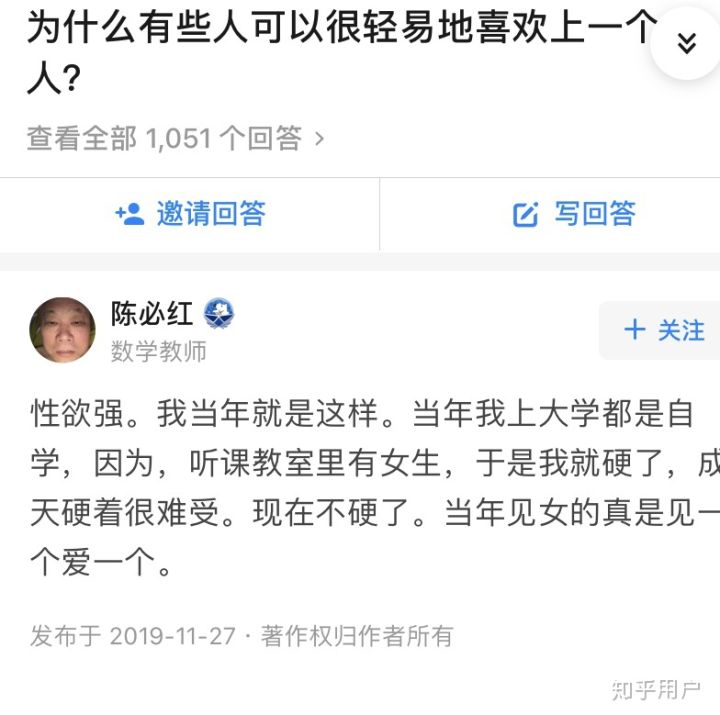 为什么有些人可以很轻易地喜欢上一个
人?
查看全部 1,051 个回答
邀请回答
写回答
陈必红
数学教师
+ 关注
性欲强。我当年就是这样。当年我上大学都是自
学，因为，听课教室里有女生，于是我就硬了，成
天硬着很难受。现在不硬了。当年见女的真是见一
个爱一个。
发布于 2019-11-27 · 著作权归作者所有
知乎用户